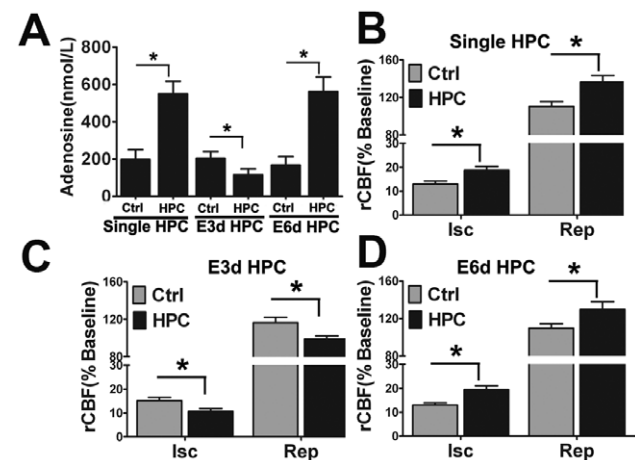 A
Adenosine(nmol/L)
800
600
400
200
0
*
*
*
Ctrl HPC Ctrl HPC Ctrl HPC
Single HPC E3d HPC E6d HPC
B
Single HPC
Ctrl
HPC
rCBF(% Baseline)
160
120
80
30
20
10
0
*
*
Isc Rep
C
E3d HPC
Ctrl
HPC
rCBF(% Baseline)
160
120
80
30
20
10
0
*
*
Isc Rep
D
E6d HPC
Ctrl
HPC
rCBF(% Baseline)
160
120
80
30
20
10
0
*
*
Isc Rep